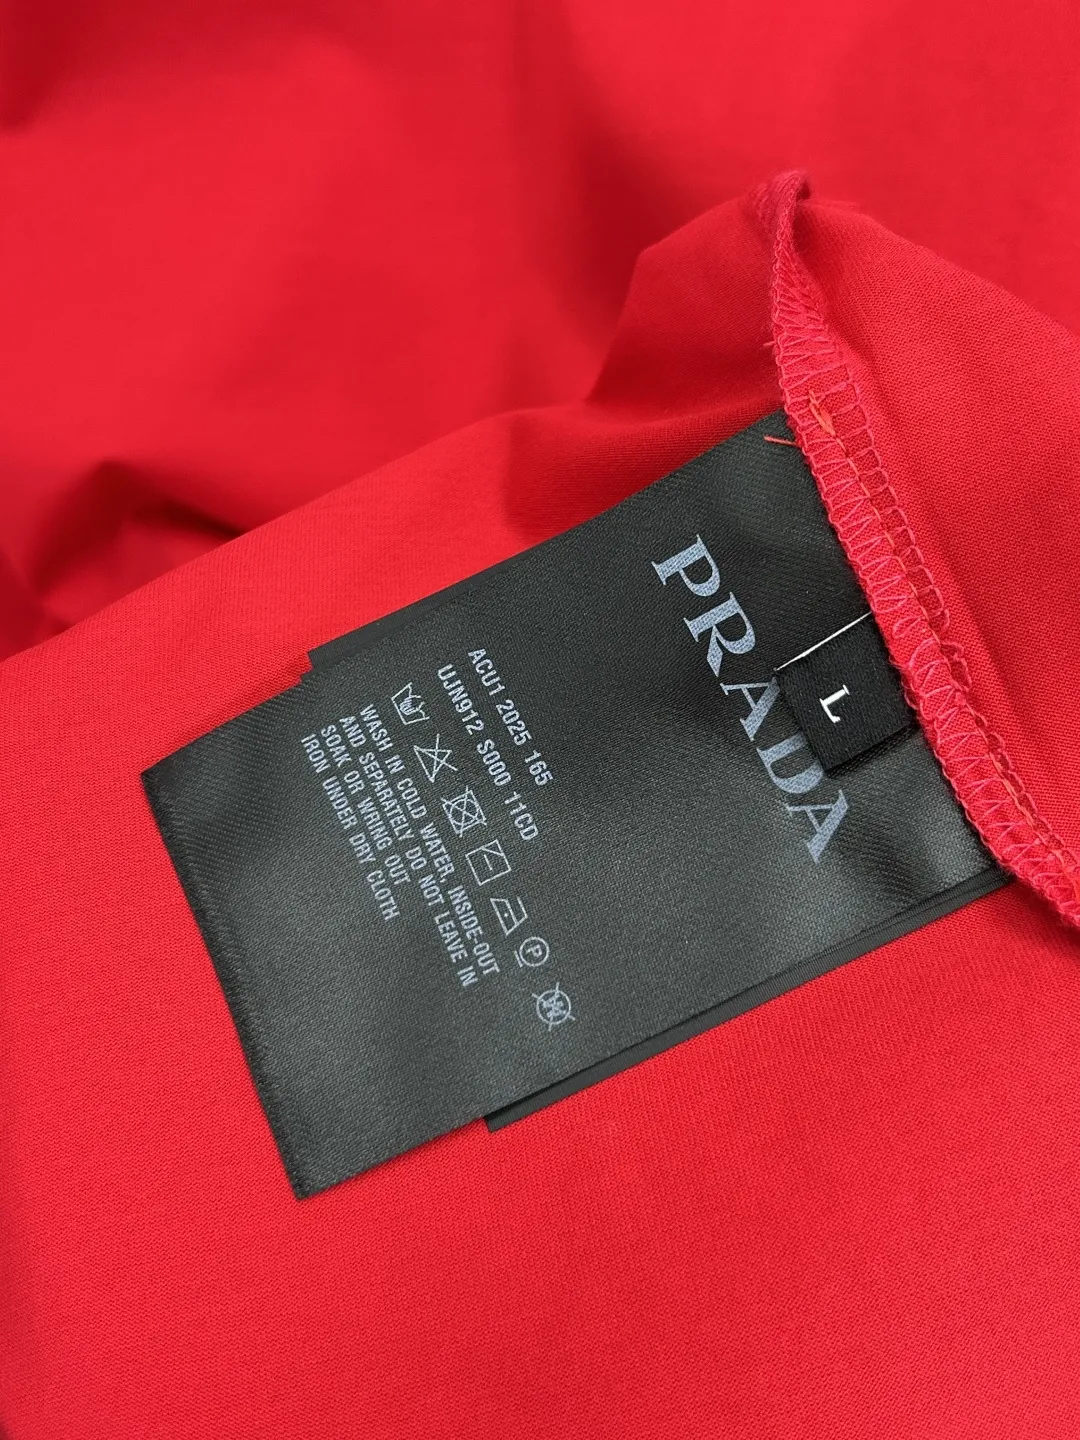 PRADA
L
ACU1 2025 165
UJN912 S000 11CD
P
W
WASH IN COLD WATER, INSIDE-OUT
AND SEPARATELY DO NOT LEAVE IN
SOAK OR WRING OUT
IRON UNDER DRY CLOTH